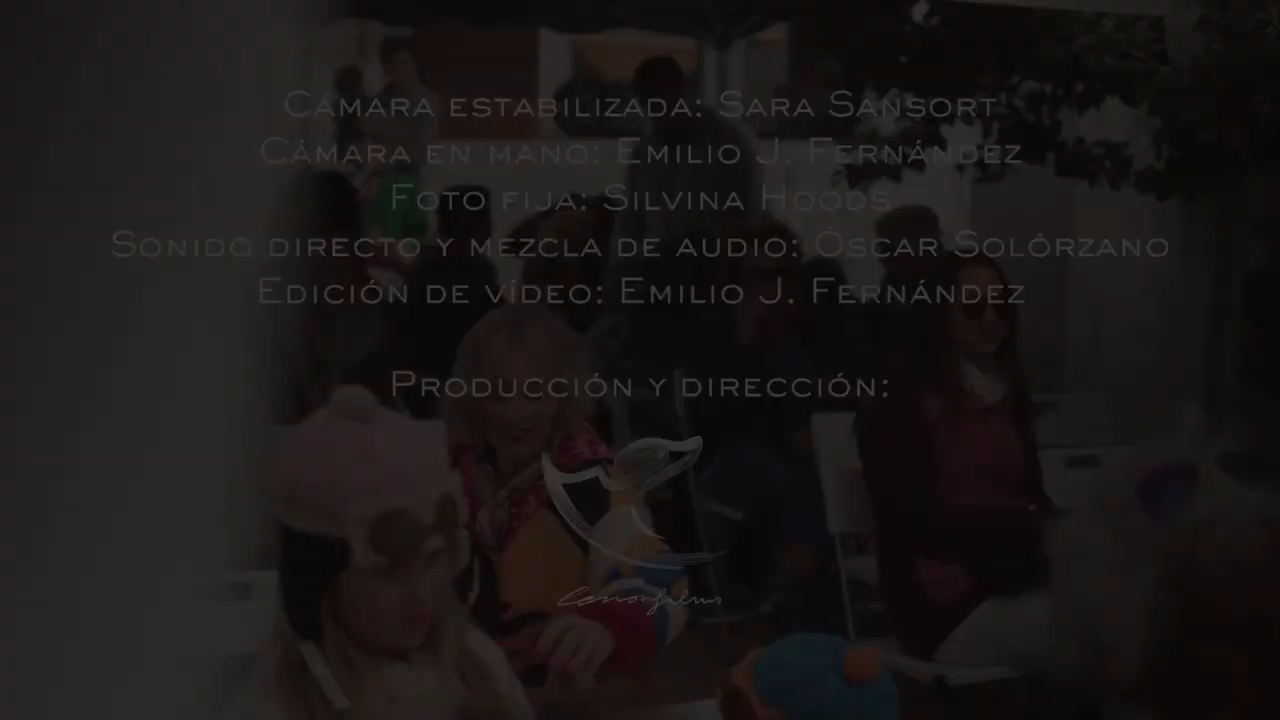 Cámara estabilizada: Sara Sansort
Cámara en mano: Emilio J. Fernández
Foto fija: Silvina Hoods
Sonido directo y mezcla de audio: Óscar Solórzano
Edición de vídeo: Emilio J. Fernández
Producción y dirección: